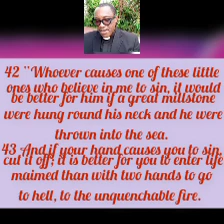 42 “Whoever causes one of these little
ones who believe in me to sin, it would
be better for him if a great millstone
were hung round his neck and he were
thrown into the sea.
43 And if your hand causes you to sin,
cut it off; it is better for you to enter life
maimed than with two hands to go
to hell, to the unquenchable fire.